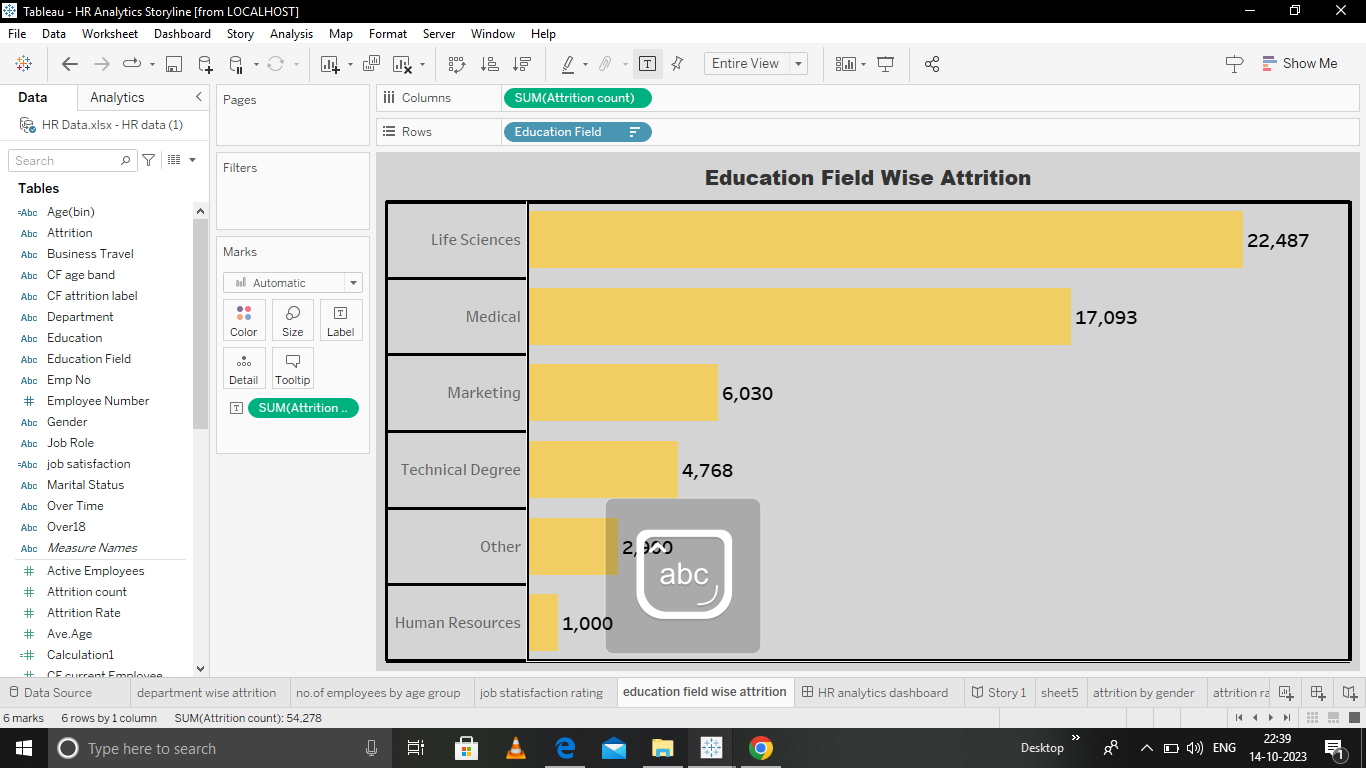 Tableau - HR Analytics Storyline [from LOCALHOST]
File Data Worksheet Dashboard Story Analysis Map Format Server Window Help
Entire View
Show Me
Data Analytics
HR Data.xlsx - HR data (1)
Search
Tables
=Abc Age(bin)
Abc Attrition
Abc Business Travel
Abc CF age band
Abc CF attrition label
Abc Department
Abc Education
Abc Education Field
Abc Emp No
# Employee Number
Abc Gender
Abc Job Role
=Abc job satisfaction
Abc Marital Status
Abc Over Time
Abc Over18
Abc Measure Names
# Active Employees
# Attrition count
# Attrition Rate
# Ave.Age
=# Calculation1
CF current Employee
Pages
Filters
Marks
Automatic
Color Size Label
Detail Tooltip
SUM(Attrition ..
Columns SUM(Attrition count)
Rows Education Field
Education Field Wise Attrition
Life Sciences 22,487
Medical 17,093
Marketing 6,030
Technical Degree 4,768
Other
Human Resources 1,000
abc
Data Source department wise attrition no.of employees by age group job statisfaction rating education field wise attrition HR analytics dashboard Story 1 sheet5 attrition by gender attrition ra
6 marks 6 rows by 1 column SUM(Attrition count): 54,278
Type here to search
Desktop
ENG
22:39
14-10-2023
1